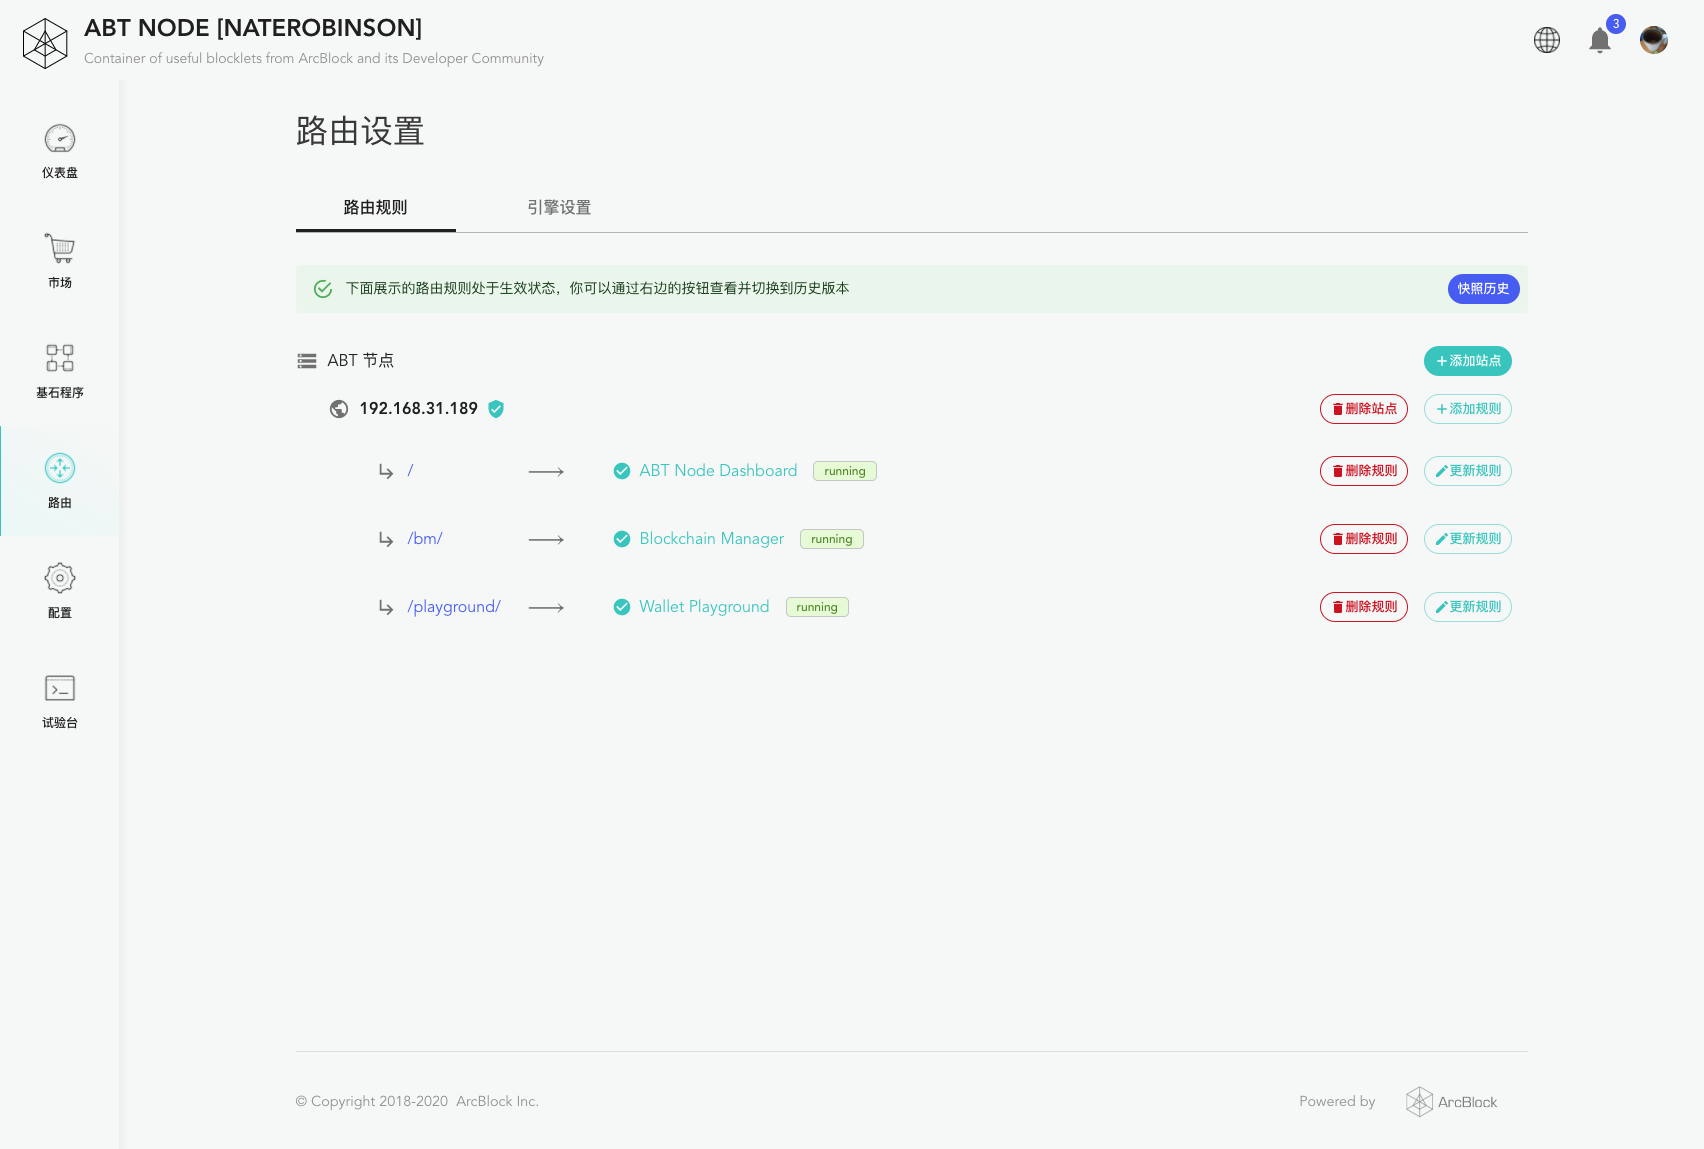 ABT NODE [NATEROBINSON]
Container of useful blocklets from ArcBlock and its Developer Community
3
仪表盘
市场
基石程序
路由
配置
试验台
路由设置
路由规则 引擎设置
下面展示的路由规则处于生效状态，你可以通过右边的按钮查看并切换到历史版本 快照历史
ABT 节点 +添加站点
192.168.31.189 删除站点 +添加规则
/ ABT Node Dashboard running 删除规则 更新规则
/bm/ Blockchain Manager running 删除规则 更新规则
/playground/ Wallet Playground running 删除规则 更新规则
© Copyright 2018-2020 ArcBlock Inc. Powered by ArcBlock